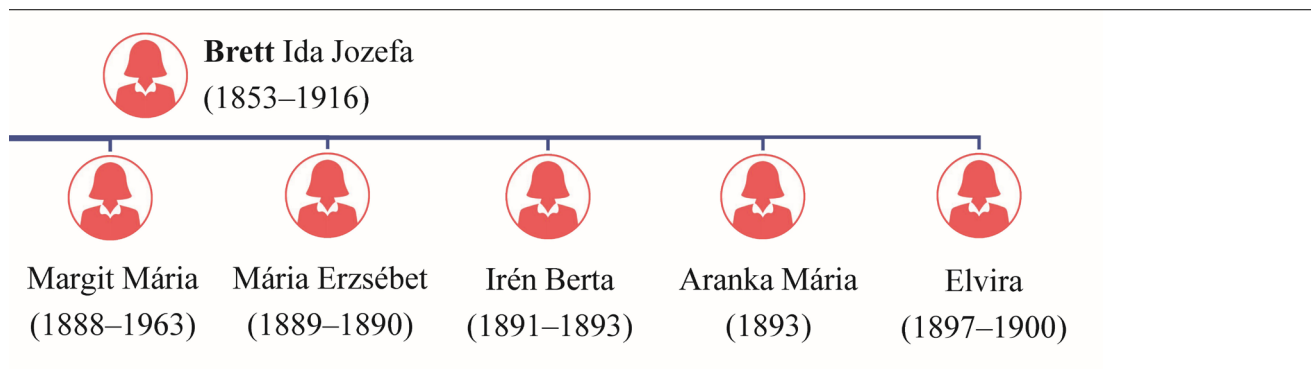 Brett Ida Jozefa
(1853–1916)
Margit Mária
(1888–1963)
Mária Erzsébet
(1889–1890)
Irén Berta
(1891–1893)
Aranka Mária
(1893)
Elvira
(1897–1900)